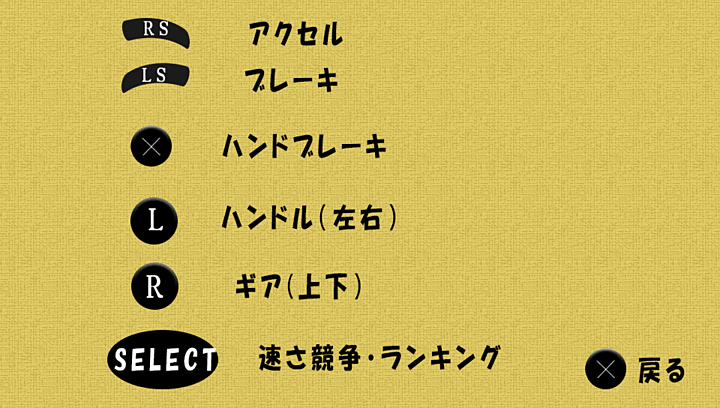 RS アクセル
LS ブレーキ
× ハンドブレーキ
L ハンドル(左右)
R ギア(上下)
SELECT 速さ競争・ランキング
× 戻る